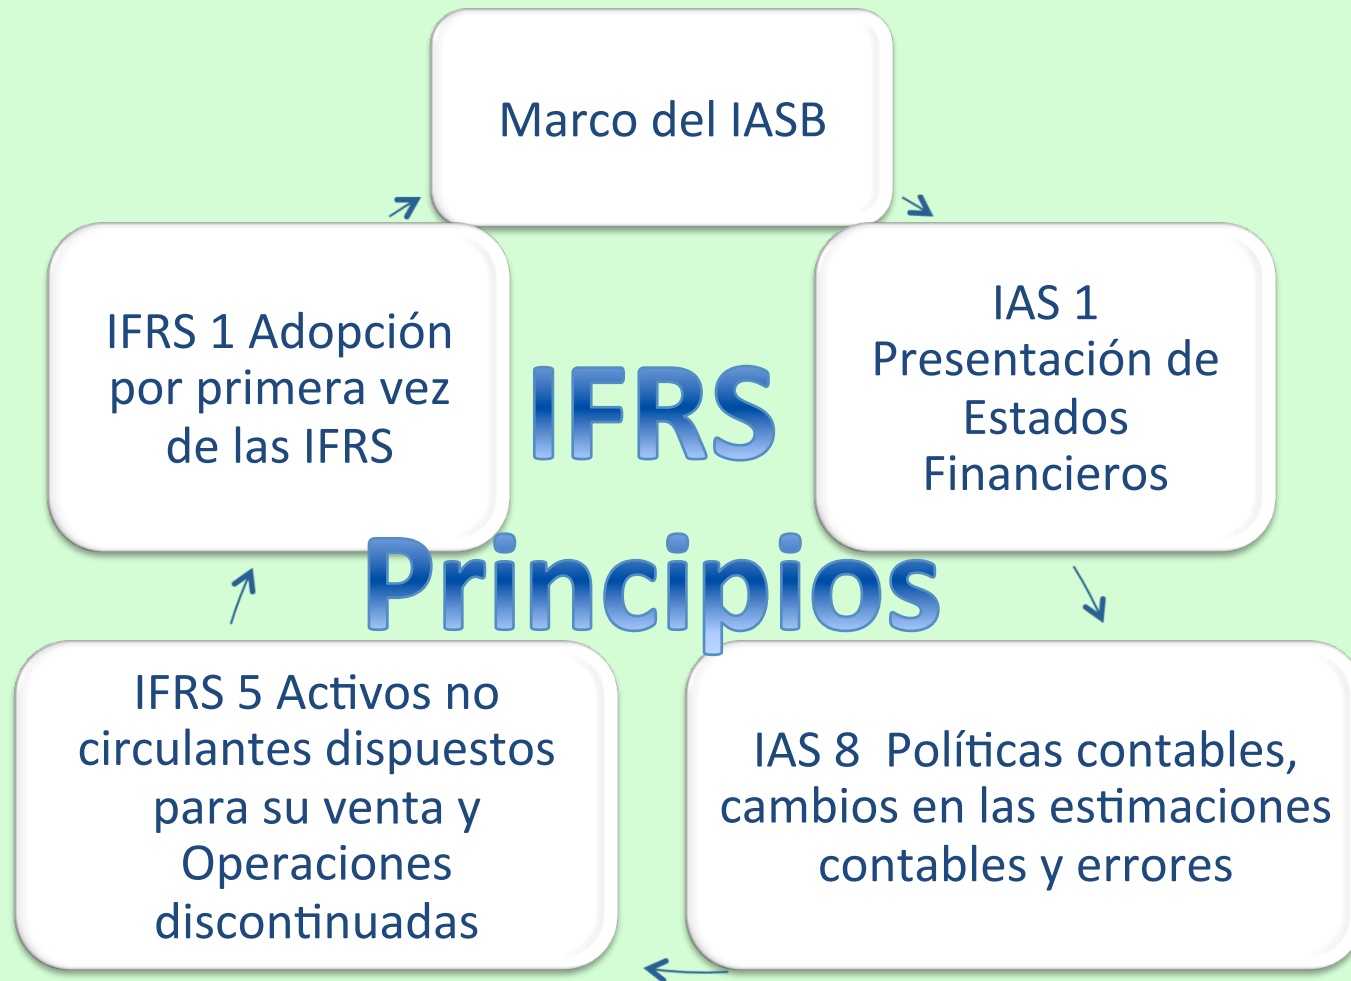 Marco del IASB
IAS 1
Presentación de
Estados
Financieros
IAS 8 Políticas contables,
cambios en las estimaciones
contables y errores
IFRS 5 Activos no
circulantes dispuestos
para su venta y
Operaciones
discontinuadas
IFRS 1 Adopción
por primera vez
de las IFRS
IFRS
Principios